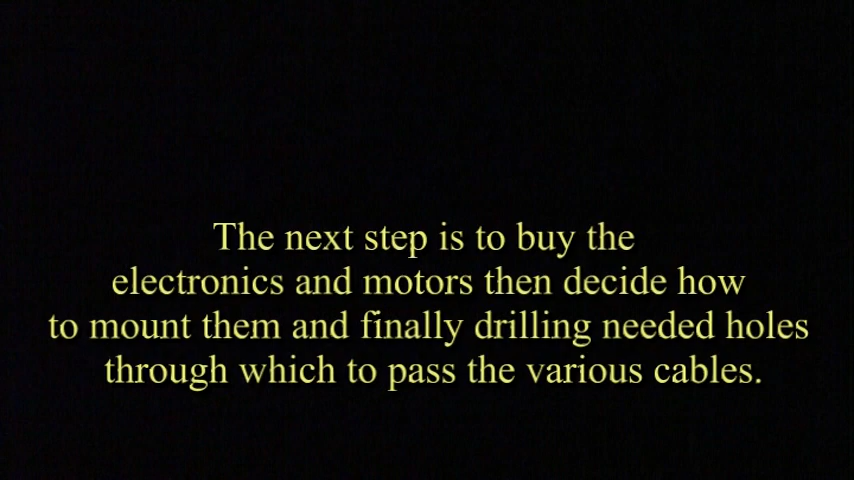 The next step is to buy the
electronics and motors then decide how
to mount them and finally drilling needed holes
through which to pass the various cables.